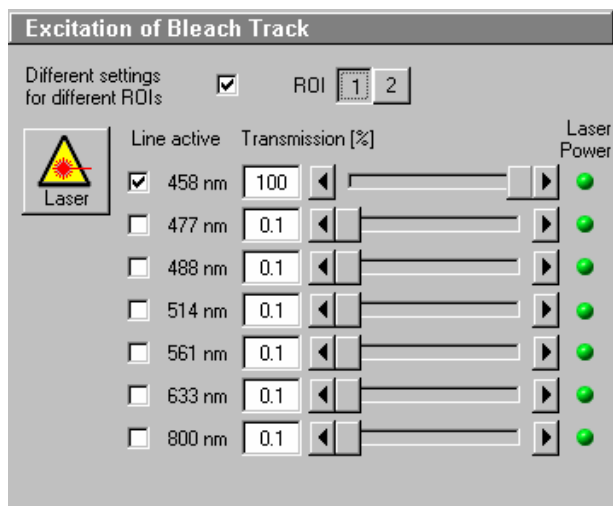 Excitation of Bleach Track
Different settings
for different ROIs
ROI 1 2
Laser
Line active Transmission [%] Laser Power
458 nm 100
477 nm 0.1
488 nm 0.1
514 nm 0.1
561 nm 0.1
633 nm 0.1
800 nm 0.1